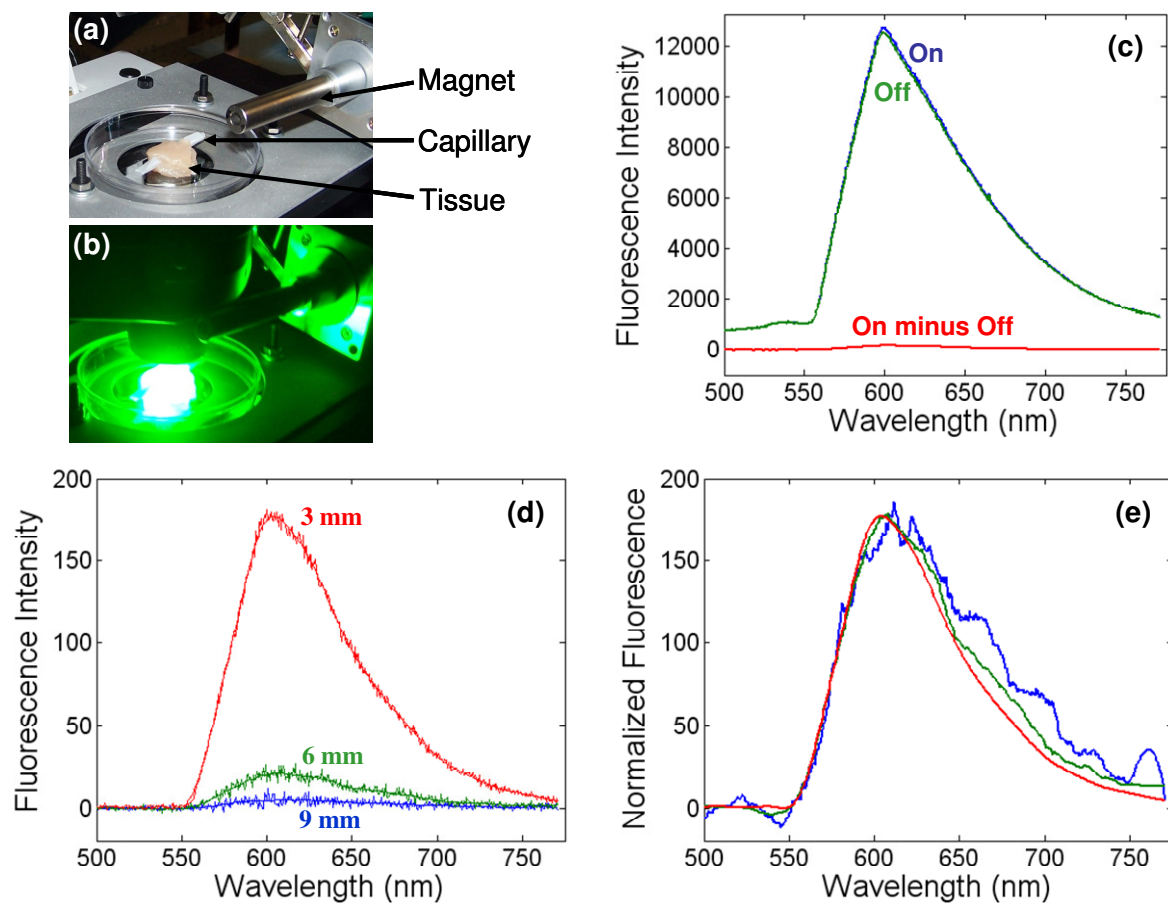 (a)
Magnet
Capillary
Tissue
(b)
(c)
On
Off
On minus Off
Fluorescence Intensity
12000
10000
8000
6000
4000
2000
0
500 550 600 650 700 750
Wavelength (nm)
(d)
3 mm
6 mm
9 mm
Fluorescence Intensity
200
150
100
50
0
500 550 600 650 700 750
Wavelength (nm)
(e)
Normalized Fluorescence
200
150
100
50
0
500 550 600 650 700 750
Wavelength (nm)